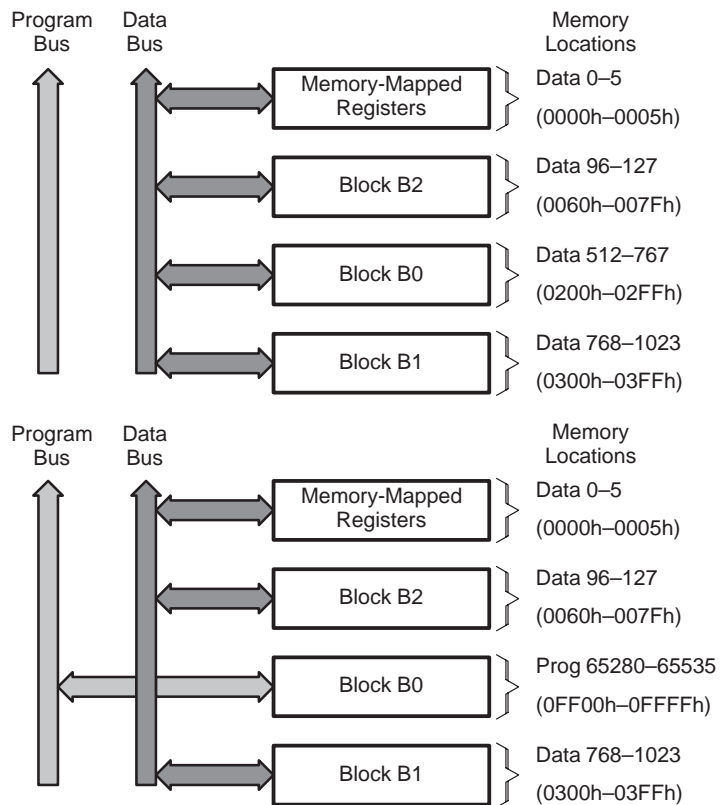 Program Bus
Data Bus
Memory Locations
Memory-Mapped Registers
Data 0–5
(0000h–0005h)
Block B2
Data 96–127
(0060h–007Fh)
Block B0
Data 512–767
(0200h–02FFh)
Block B1
Data 768–1023
(0300h–03FFh)
Program Bus
Data Bus
Memory Locations
Memory-Mapped Registers
Data 0–5
(0000h–0005h)
Block B2
Data 96–127
(0060h–007Fh)
Block B0
Prog 65280–65535
(0FF00h–0FFFFh)
Block B1
Data 768–1023
(0300h–03FFh)